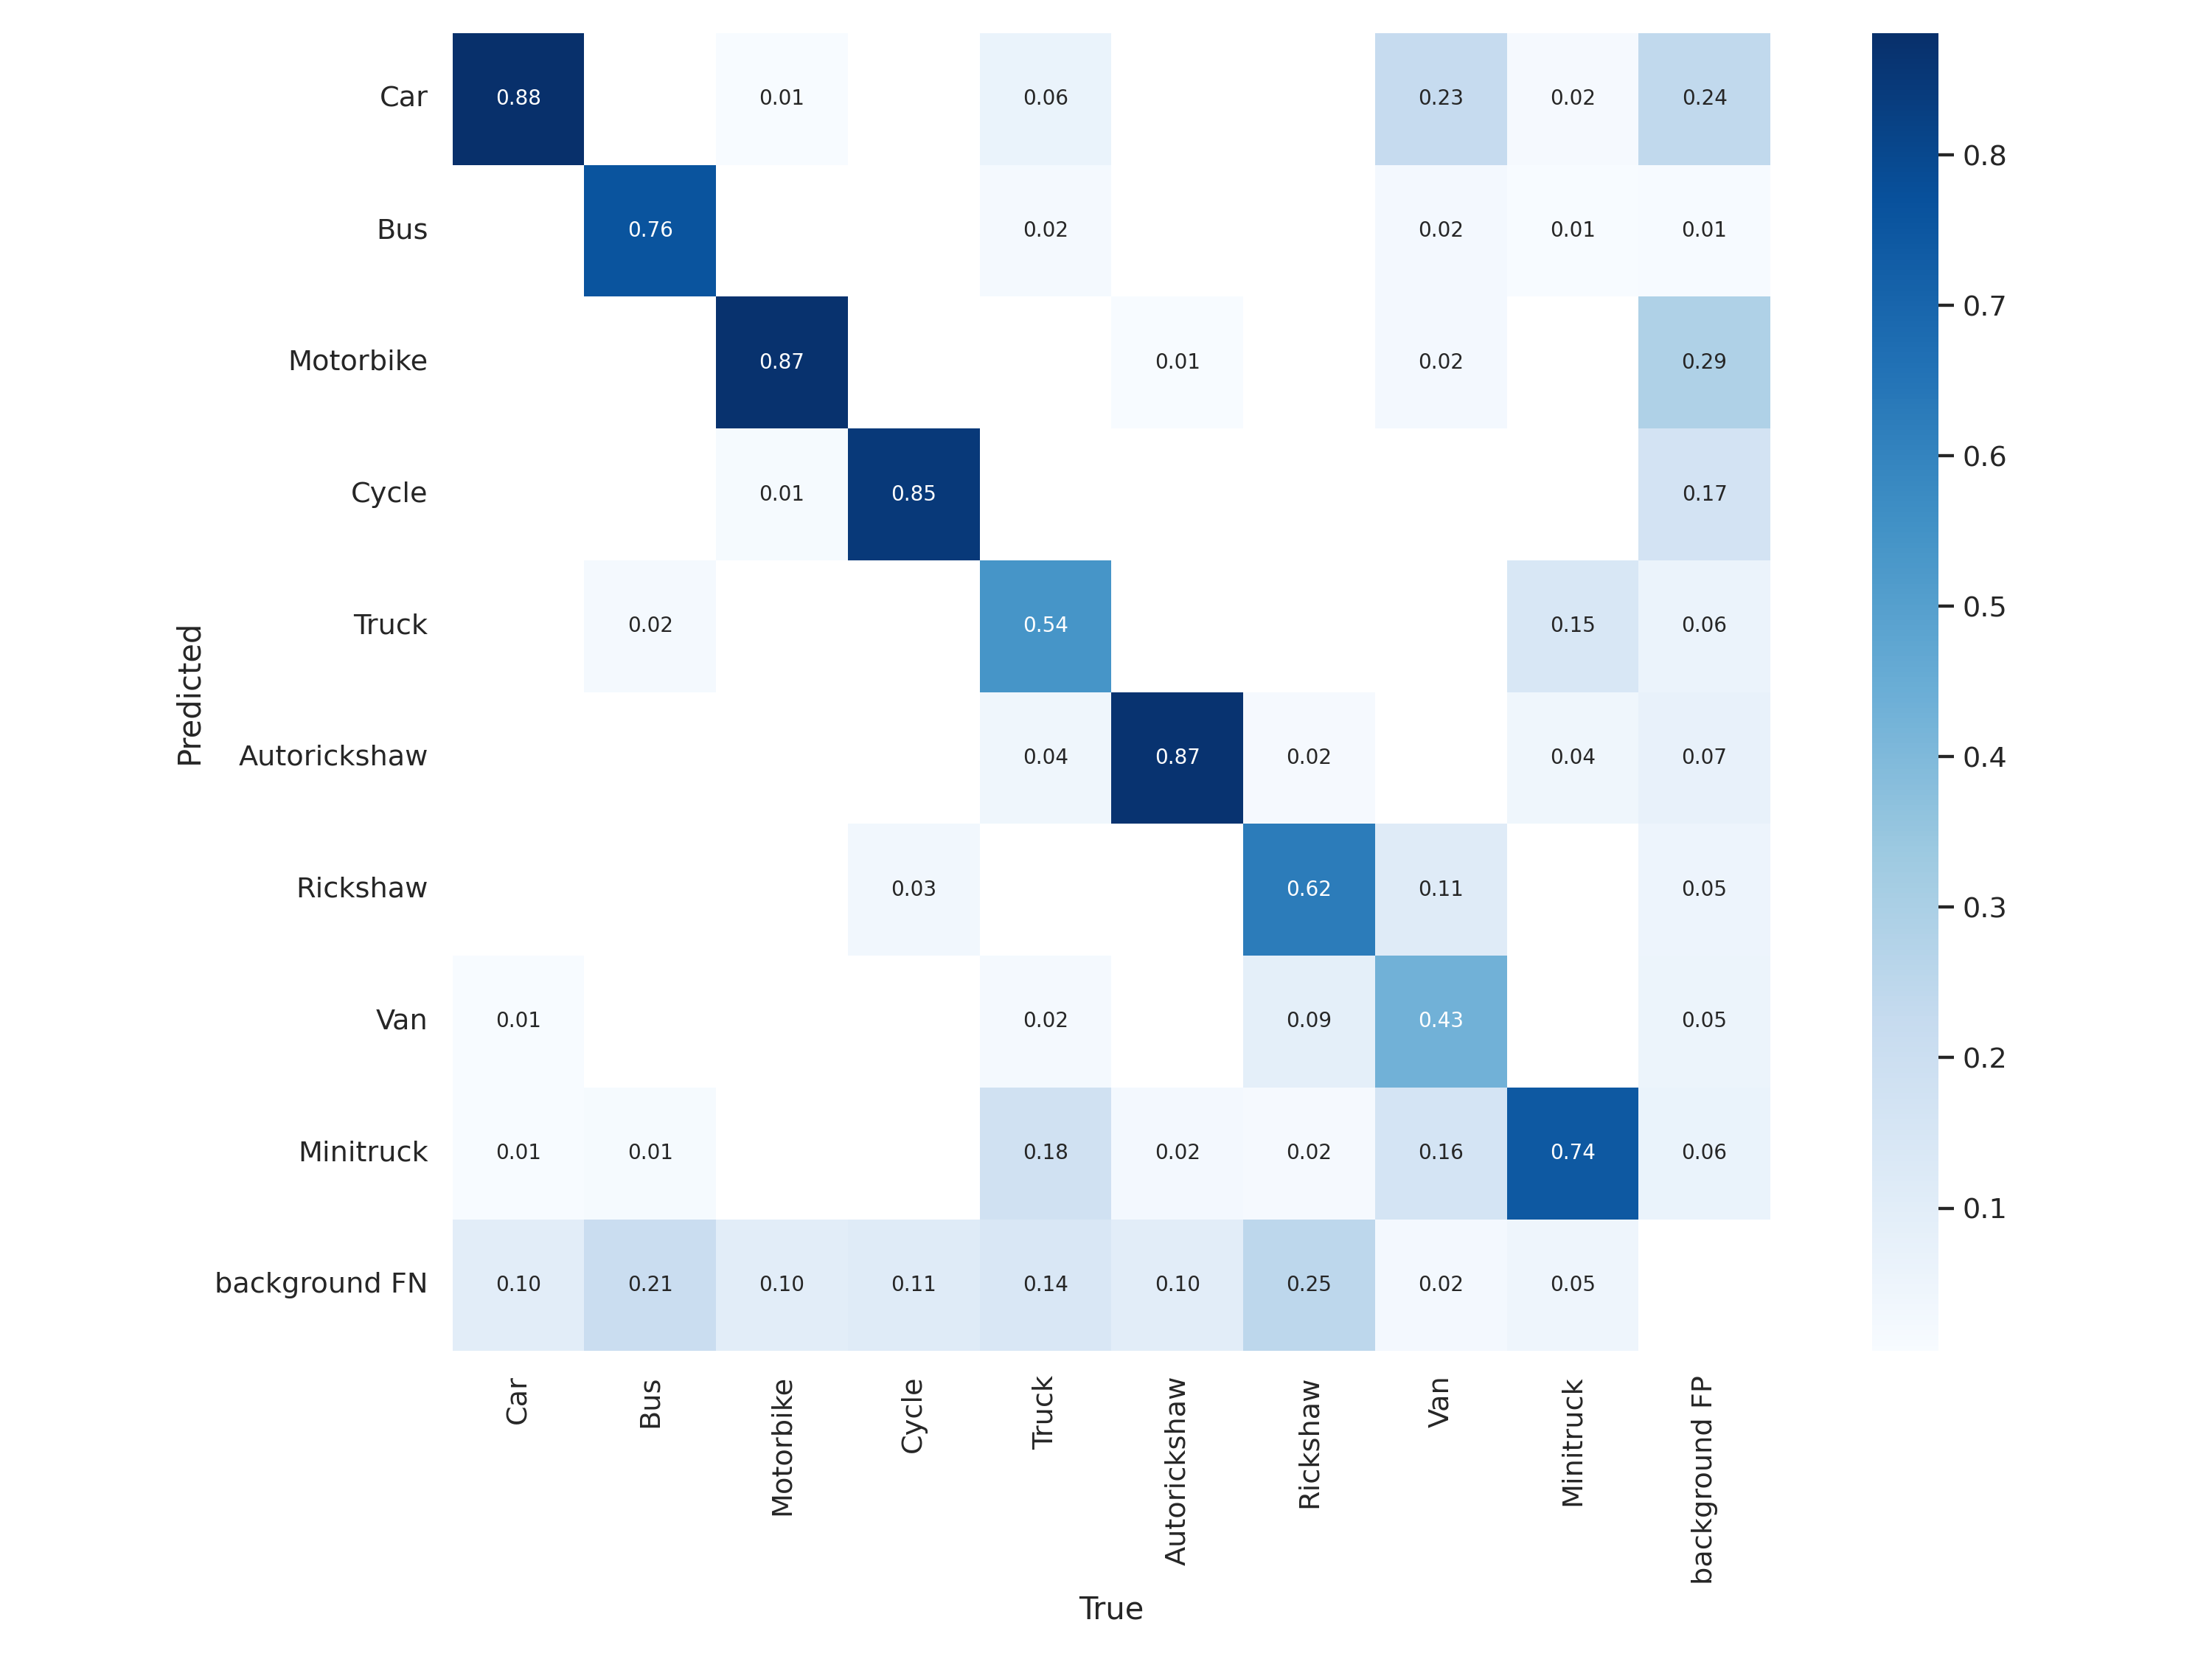 Car 0.88 0.01 0.06 0.23 0.02 0.24
0.8
Bus 0.76 0.02 0.02 0.01 0.01
0.7
Motorbike 0.87 0.01 0.02 0.29
0.6
Cycle 0.01 0.85 0.17
0.5
Truck 0.02 0.54 0.15 0.06
Predicted
Autorickshaw 0.04 0.87 0.02 0.04 0.07
0.4
Rickshaw 0.03 0.62 0.11 0.05
0.3
Van 0.01 0.02 0.09 0.43 0.05
0.2
Minitruck 0.01 0.01 0.18 0.02 0.02 0.16 0.74 0.06
0.1
background FN 0.10 0.21 0.10 0.11 0.14 0.10 0.25 0.02 0.05
Car
Bus
Motorbike
Cycle
Truck
Autorickshaw
Rickshaw
Van
Minitruck
background FP
True